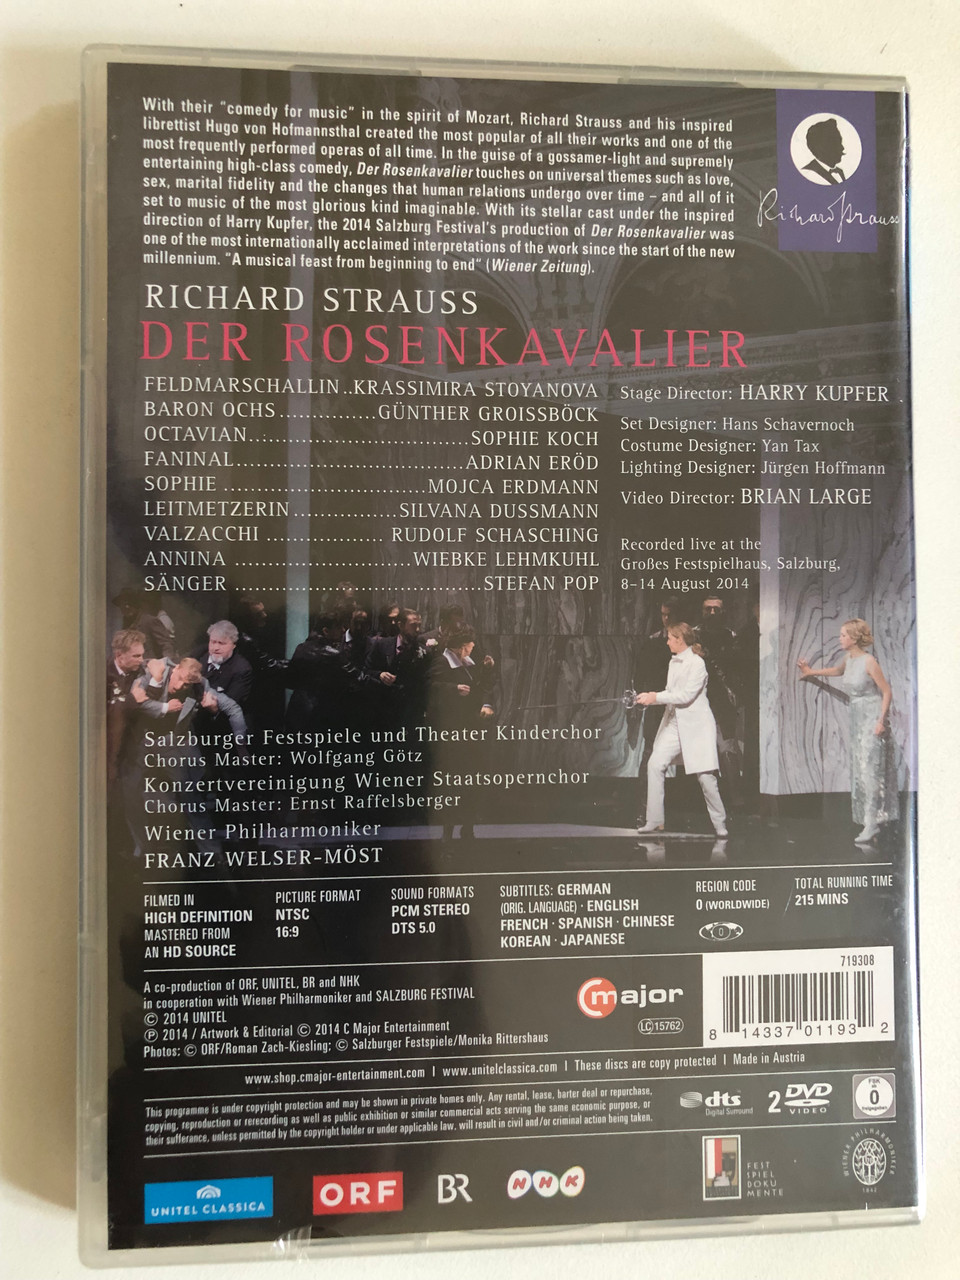 With their "comedy for music" in the spirit of Mozart, Richard Strauss and his inspired
librettist Hugo von Hofmannsthal created the most popular of all their works and one of the
most frequently performed operas of all time. In the guise of a gossamer-light and supremely
entertaining high-class comedy, Der Rosenkavalier touches on universal themes such as love,
sex, marital fidelity and the changes that human relations undergo over time – and all of it
set to music of the most glorious kind imaginable. With its stellar cast under the inspired
direction of Harry Kupfer, the 2014 Salzburg Festival's production of Der Rosenkavalier was
one of the most internationally acclaimed interpretations of the work since the start of the new
millennium. "A musical feast from beginning to end" (Wiener Zeitung).
Richard Strauss
RICHARD STRAUSS
DER ROSENKAVALIER
FELDMARSCHALLIN..KRASSIMIRA STOYANOVA
BARON OCHS..............GÜNTHER GROISSBÖCK
OCTAVIAN.................................SOPHIE KOCH
FANINAL.................................ADRIAN ERÖD
SOPHIE .............................MOJCA ERDMANN
LEITMETZERIN...............SILVANA DUSSMANN
VALZACCHI ................. RUDOLF SCHASCHING
ANNINA .........................WIEBKE LEHMKUHL
SÄNGER ...................................STEFAN POP
Stage Director: HARRY KUPFER
Set Designer: Hans Schavernoch
Costume Designer: Yan Tax
Lighting Designer: Jürgen Hoffmann
Video Director: BRIAN LARGE
Recorded live at the
Großes Festspielhaus, Salzburg,
8–14 August 2014
Salzburger Festspiele und Theater Kinderchor
Chorus Master: Wolfgang Götz
Konzertvereinigung Wiener Staatsopernchor
Chorus Master: Ernst Raffelsberger
Wiener Philharmoniker
FRANZ WELSER-MÖST
FILMED IN
HIGH DEFINITION
MASTERED FROM
AN HD SOURCE
PICTURE FORMAT
NTSC
16:9
SOUND FORMATS
PCM STEREO
DTS 5.0
SUBTITLES: GERMAN
(ORIG. LANGUAGE) · ENGLISH
FRENCH · SPANISH · CHINESE
KOREAN · JAPANESE
REGION CODE
0 (WORLDWIDE)
0
TOTAL RUNNING TIME
215 MINS
A co-production of ORF, UNITEL, BR and NHK
in cooperation with Wiener Philharmoniker and SALZBURG FESTIVAL
© 2014 UNITEL
℗ 2014 / Artwork & Editorial © 2014 C Major Entertainment
Photos: © ORF/Roman Zach-Kiesling; © Salzburger Festspiele/Monika Rittershaus
C major
LC 15762
719308
8 14337 01193 2
www.shop.cmajor-entertainment.com | www.unitelclassica.com | These discs are copy protected | Made in Austria
This programme is under copyright protection and may be shown in private homes only. Any rental, lease, harter deal or repurchase,
copying, reproduction or rerecording as well as public exhibition or similar commercial acts serving the same economic purpose, or
their sufferance, unless permitted by the copyright holder or under applicable law, will result in civil and/or criminal action being taken.
dts
Digital Surround
2 DVD
VIDEO
FSK
0
UNITEL CLASSICA
ORF
BR
NHK
FEST
SPIEL
DOKU
MENTE
WIENER PHILHARMONIKER
1842